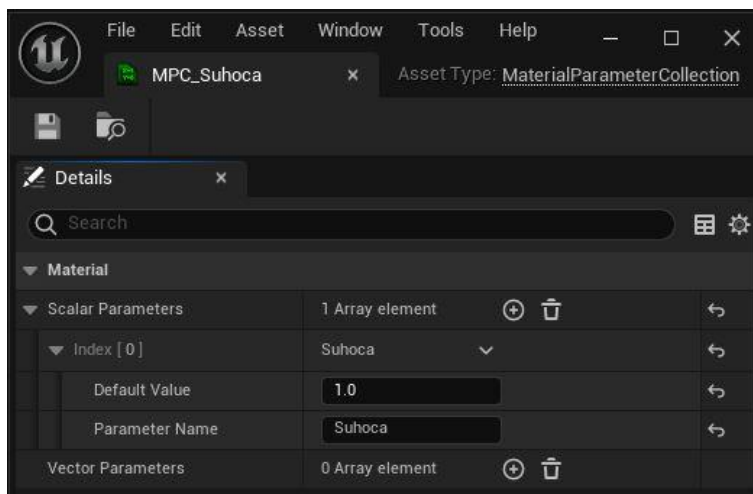 File Edit Asset Window Tools Help
MPC_Suhoca Asset Type: MaterialParameterCollection
Details
Search
Material
Scalar Parameters 1 Array element
Index [ 0 ] Suhoca
Default Value 1.0
Parameter Name Suhoca
Vector Parameters 0 Array element